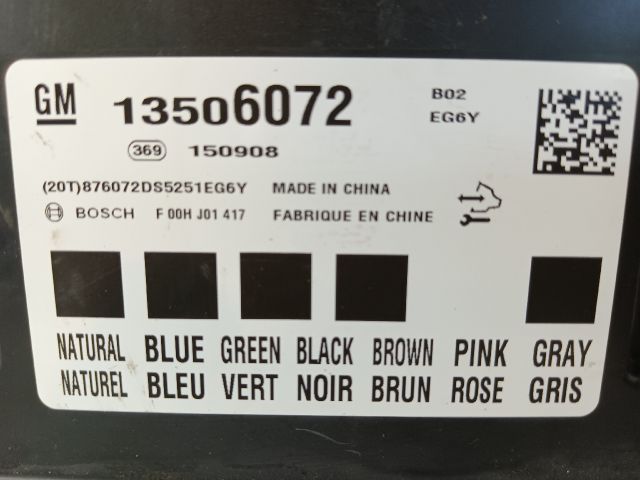 GM 13506072 B02
EG6Y
369 150908
(20T)876072DS5251EG6Y MADE IN CHINA
BOSCH F 00H J01 417 FABRIQUE EN CHINE
NATURAL BLUE GREEN BLACK BROWN PINK GRAY
NATUREL BLEU VERT NOIR BRUN ROSE GRIS